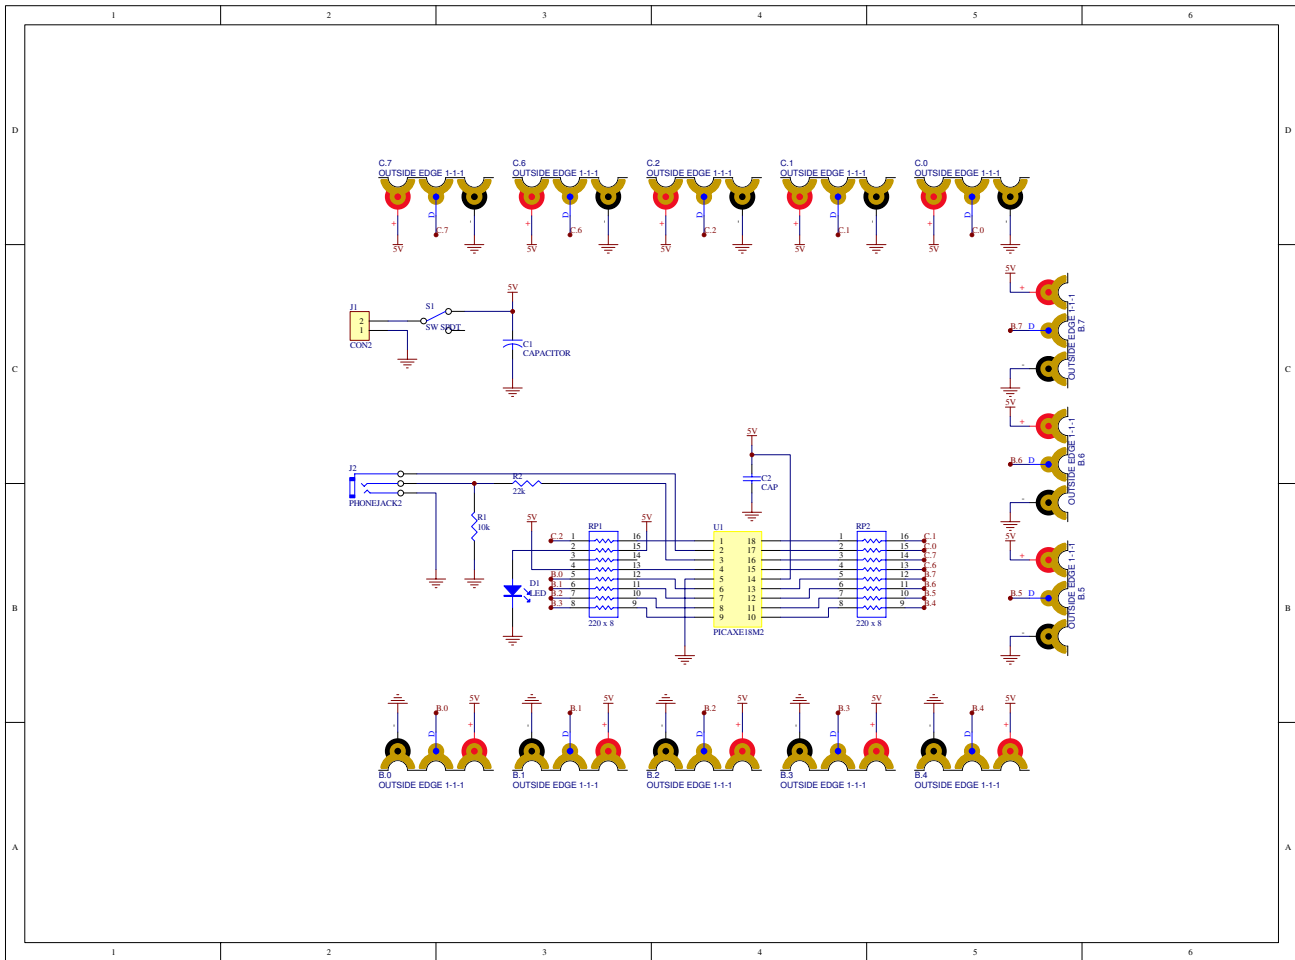 1 2 3 4 5 6
D D
C.7 C.6 C.2 C.1 C.0
OUTSIDE EDGE 1-1-1 OUTSIDE EDGE 1-1-1 OUTSIDE EDGE 1-1-1 OUTSIDE EDGE 1-1-1 OUTSIDE EDGE 1-1-1
D D D D D
+ - + - + - + - + -
C.7 C.6 C.2 C.1 C.0
5V 5V 5V 5V 5V
5V
+
B.7 D
-
OUTSIDE EDGE 1-1-1
B.7
J1
2
1
CON2
S1
SW SPDT
5V
C1
CAPACITOR
C C
5V
+
B.6 D
-
OUTSIDE EDGE 1-1-1
B.6
5V
C2
CAP
J2
PHONEJACK2
R2
22k
R1
10k
5V
D1
LED
RP1
5V
C.2 1 16
2 15
3 14
4 13
B.0 5 12
B.1 6 11
B.2 7 10
B.3 8 9
220 x 8
U1
1 18
2 17
3 16
4 15
5 14
6 13
7 12
8 11
9 10
PICAXE18M2
RP2
1 16 C.1
2 15 C.0
3 14 C.7
4 13 C.6
5 12 B.7
6 11 B.6
7 10 B.5
8 9 B.4
220 x 8
5V
+
B.5 D
-
OUTSIDE EDGE 1-1-1
B.5
B B
5V 5V 5V 5V 5V
B.0 B.1 B.2 B.3 B.4
- + - + - + - + - +
D D D D D
B.0 B.1 B.2 B.3 B.4
OUTSIDE EDGE 1-1-1 OUTSIDE EDGE 1-1-1 OUTSIDE EDGE 1-1-1 OUTSIDE EDGE 1-1-1 OUTSIDE EDGE 1-1-1
A A
1 2 3 4 5 6